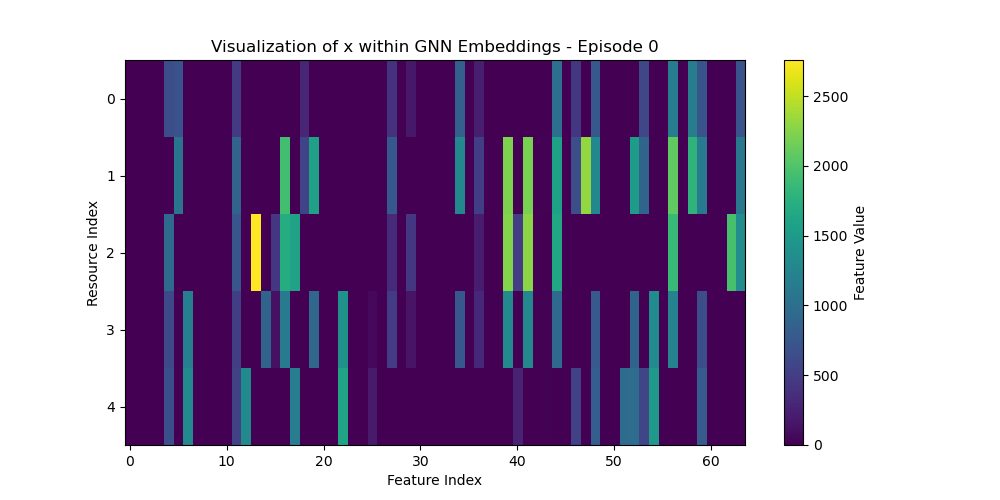 Visualization of x within GNN Embeddings - Episode 0
Resource Index
0
1
2
3
4
0 10 20 30 40 50 60
Feature Index
2500
2000
1500
1000
500
0
Feature Value